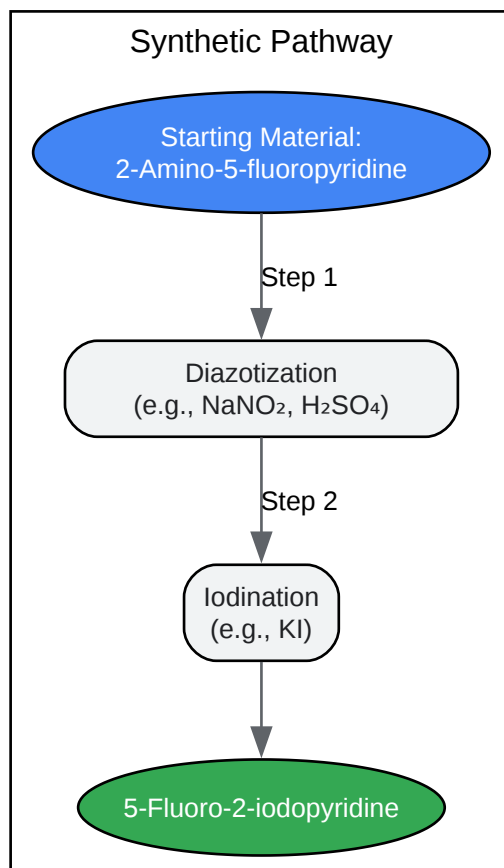 Synthetic Pathway
Starting Material:
2-Amino-5-fluoropyridine
Step 1
Diazotization
(e.g., NaNO₂, H₂SO₄)
Step 2
Iodination
(e.g., KI)
5-Fluoro-2-iodopyridine